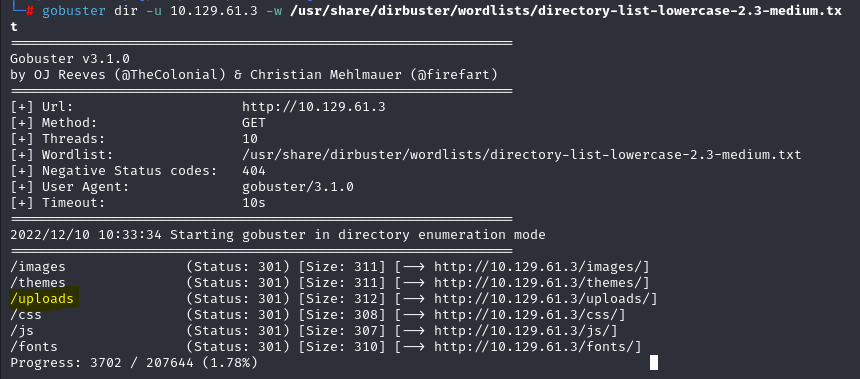 └─# gobuster dir -u 10.129.61.3 -w /usr/share/dirbuster/wordlists/directory-list-lowercase-2.3-medium.tx
t
===============================================================
Gobuster v3.1.0
by OJ Reeves (@TheColonial) & Christian Mehlmauer (@firefart)
===============================================================
[+] Url:                     http://10.129.61.3
[+] Method:                  GET
[+] Threads:                 10
[+] Wordlist:                /usr/share/dirbuster/wordlists/directory-list-lowercase-2.3-medium.txt
[+] Negative Status codes:   404
[+] User Agent:              gobuster/3.1.0
[+] Timeout:                 10s
===============================================================
2022/12/10 10:33:34 Starting gobuster in directory enumeration mode
===============================================================
/images               (Status: 301) [Size: 311] [--> http://10.129.61.3/images/]
/themes               (Status: 301) [Size: 311] [--> http://10.129.61.3/themes/]
/uploads              (Status: 301) [Size: 312] [--> http://10.129.61.3/uploads/]
/css                  (Status: 301) [Size: 308] [--> http://10.129.61.3/css/]
/js                   (Status: 301) [Size: 307] [--> http://10.129.61.3/js/]
/fonts                (Status: 301) [Size: 310] [--> http://10.129.61.3/fonts/]
Progress: 3702 / 207644 (1.78%)